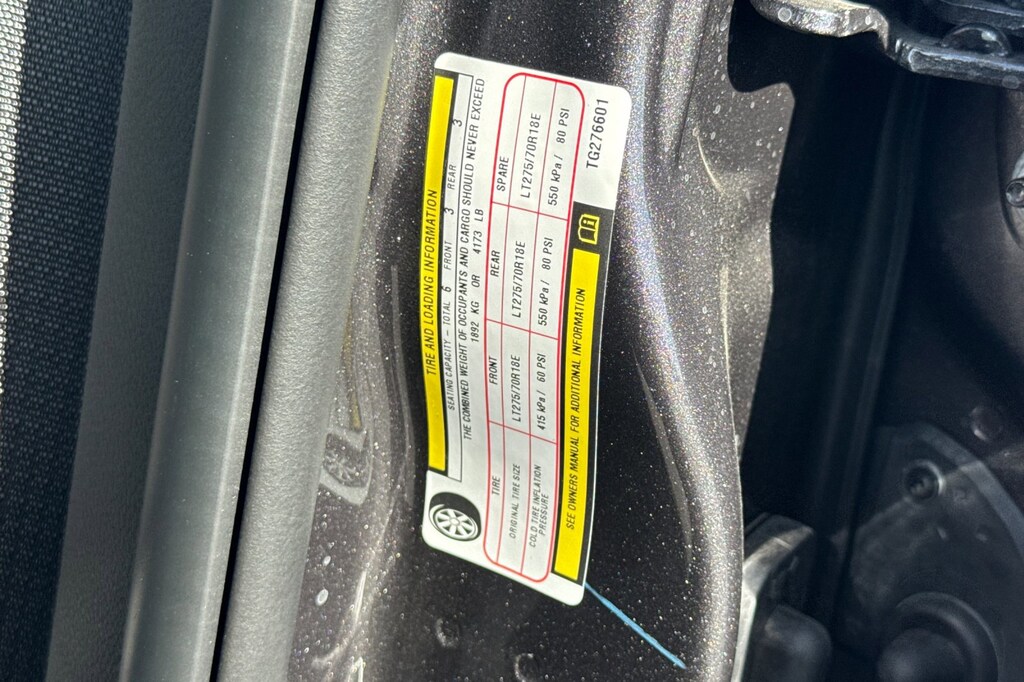 TIRE AND LOADING INFORMATION
SEATING CAPACITY - TOTAL 6 FRONT 3 REAR 3
THE COMBINED WEIGHT OF OCCUPANTS AND CARGO SHOULD NEVER EXCEED
1892 KG OR 4173 LB
TIRE FRONT REAR SPARE
ORIGINAL TIRE SIZE LT275/70R18E LT275/70R18E LT275/70R18E
COLD TIRE INFLATION PRESSURE 415 kPa / 60 PSI 550 kPa / 80 PSI 550 kPa / 80 PSI
SEE OWNERS MANUAL FOR ADDITIONAL INFORMATION
TG276601